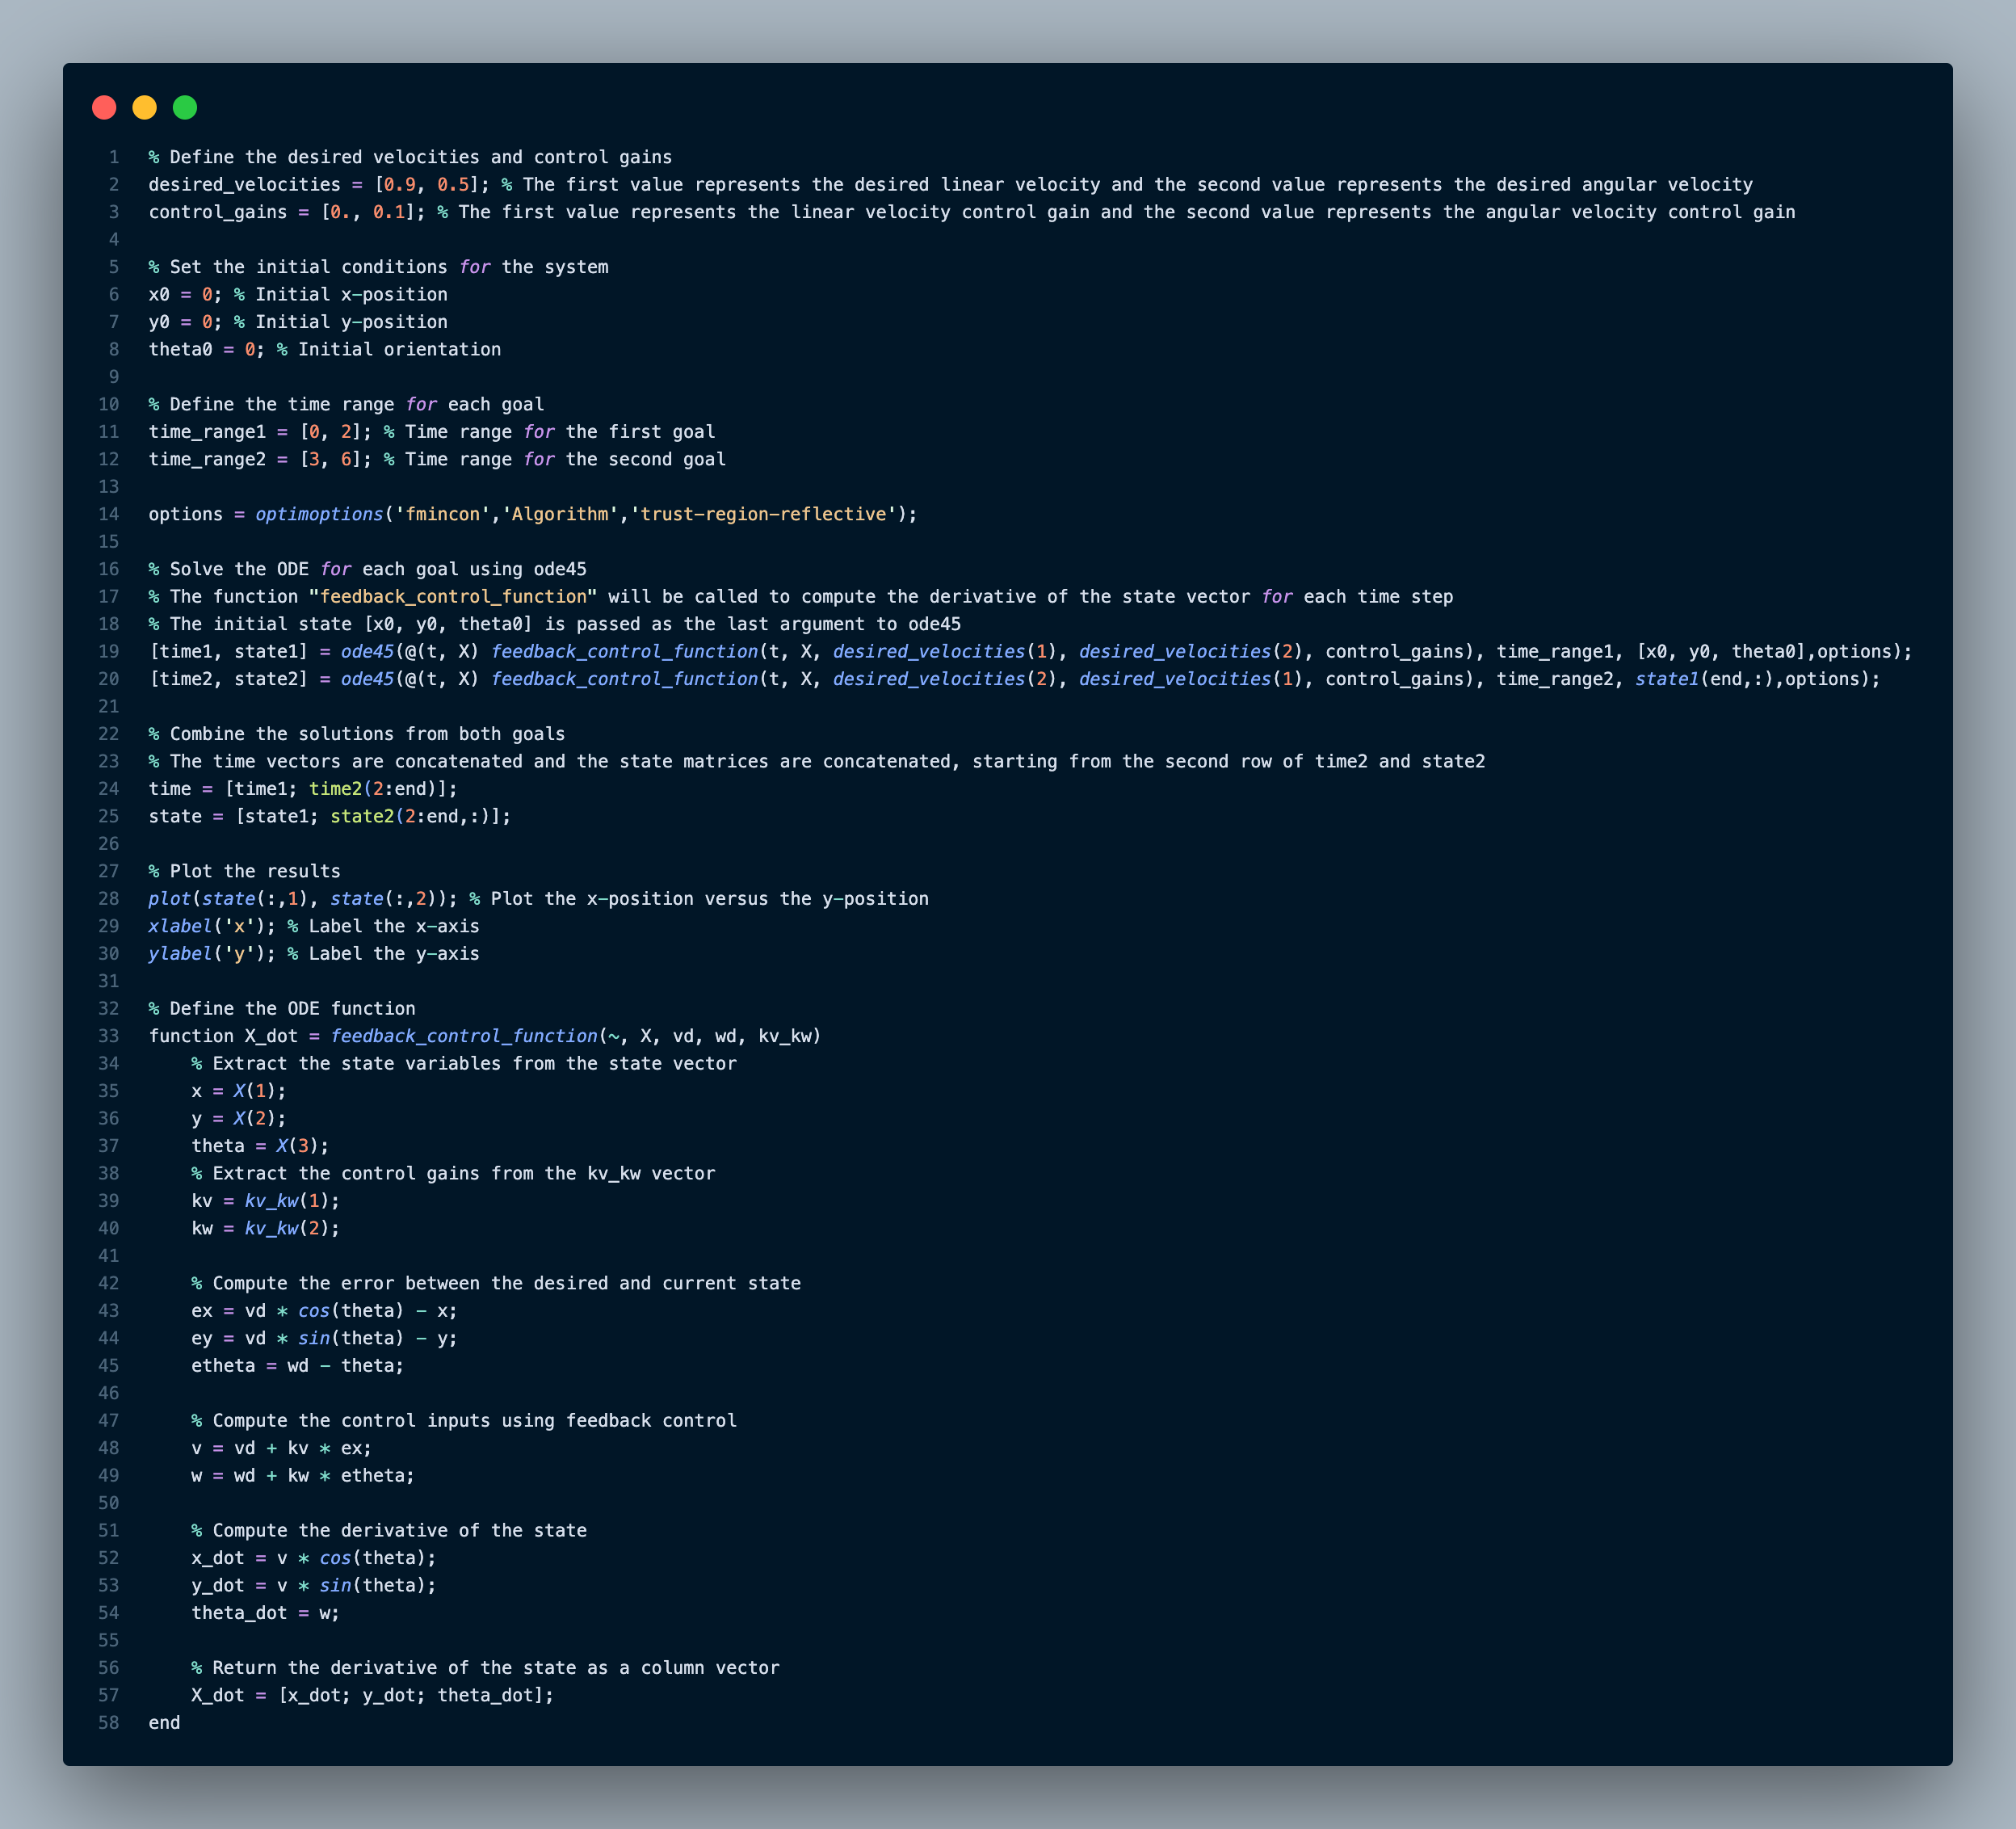 1 % Define the desired velocities and control gains
2 desired_velocities = [0.9, 0.5]; % The first value represents the desired linear velocity and the second value represents the desired angular velocity
3 control_gains = [0., 0.1]; % The first value represents the linear velocity control gain and the second value represents the angular velocity control gain
4
5 % Set the initial conditions for the system
6 x0 = 0; % Initial x-position
7 y0 = 0; % Initial y-position
8 theta0 = 0; % Initial orientation
9
10 % Define the time range for each goal
11 time_range1 = [0, 2]; % Time range for the first goal
12 time_range2 = [3, 6]; % Time range for the second goal
13
14 options = optimoptions('fmincon','Algorithm','trust-region-reflective');
15
16 % Solve the ODE for each goal using ode45
17 % The function "feedback_control_function" will be called to compute the derivative of the state vector for each time step
18 % The initial state [x0, y0, theta0] is passed as the last argument to ode45
19 [time1, state1] = ode45(@(t, X) feedback_control_function(t, X, desired_velocities(1), desired_velocities(2), control_gains), time_range1, [x0, y0, theta0],options);
20 [time2, state2] = ode45(@(t, X) feedback_control_function(t, X, desired_velocities(2), desired_velocities(1), control_gains), time_range2, state1(end,:),options);
21
22 % Combine the solutions from both goals
23 % The time vectors are concatenated and the state matrices are concatenated, starting from the second row of time2 and state2
24 time = [time1; time2(2:end)];
25 state = [state1; state2(2:end,:)];
26
27 % Plot the results
28 plot(state(:,1), state(:,2)); % Plot the x-position versus the y-position
29 xlabel('x'); % Label the x-axis
30 ylabel('y'); % Label the y-axis
31
32 % Define the ODE function
33 function X_dot = feedback_control_function(~, X, vd, wd, kv_kw)
34     % Extract the state variables from the state vector
35     x = X(1);
36     y = X(2);
37     theta = X(3);
38     % Extract the control gains from the kv_kw vector
39     kv = kv_kw(1);
40     kw = kv_kw(2);
41
42     % Compute the error between the desired and current state
43     ex = vd * cos(theta) - x;
44     ey = vd * sin(theta) - y;
45     etheta = wd - theta;
46
47     % Compute the control inputs using feedback control
48     v = vd + kv * ex;
49     w = wd + kw * etheta;
50
51     % Compute the derivative of the state
52     x_dot = v * cos(theta);
53     y_dot = v * sin(theta);
54     theta_dot = w;
55
56     % Return the derivative of the state as a column vector
57     X_dot = [x_dot; y_dot; theta_dot];
58 end